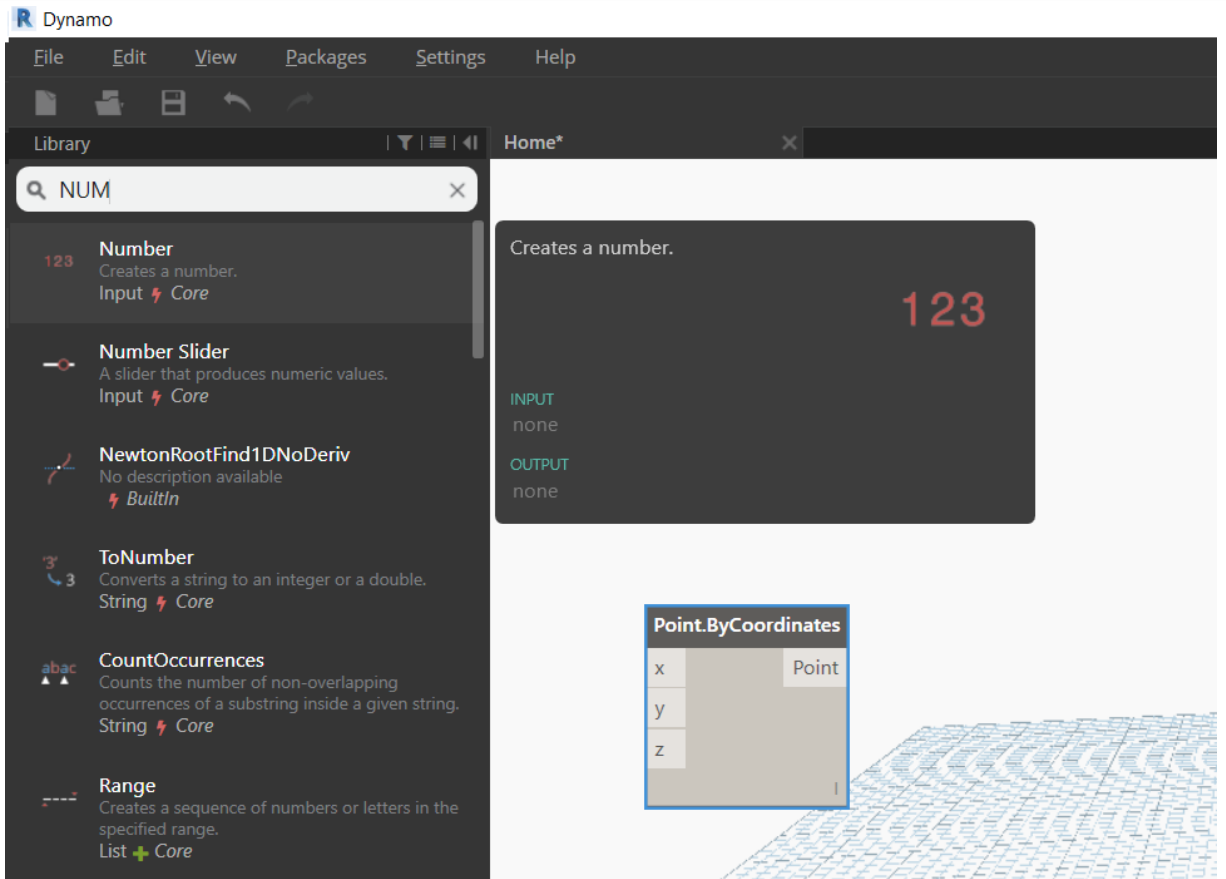 Dynamo
File Edit View Packages Settings Help
Library
Home*
NUM
123
Number
Creates a number.
Input Core
Number Slider
A slider that produces numeric values.
Input Core
NewtonRootFind1DNoDeriv
No description available
BuiltIn
'3'
3
ToNumber
Converts a string to an integer or a double.
String Core
abac
CountOccurrences
Counts the number of non-overlapping
occurrences of a substring inside a given string.
String Core
Range
Creates a sequence of numbers or letters in the
specified range.
List Core
Creates a number.
123
INPUT
none
OUTPUT
none
Point.ByCoordinates
x Point
y
z
l